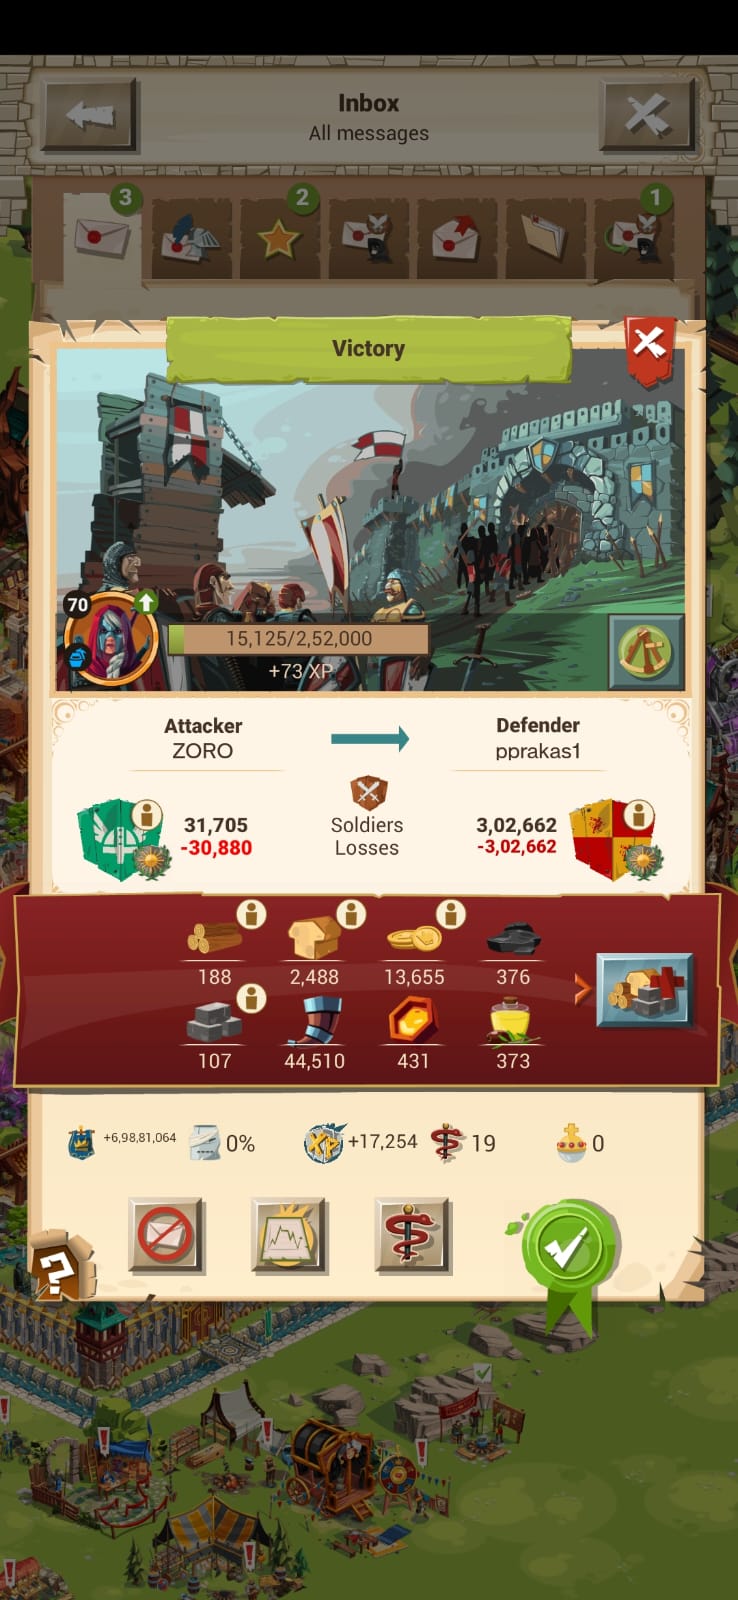 Inbox
All messages
3
2
1
Victory
70
15,125/2,52,000
+73 XP
Attacker
ZORO
Defender
pprakas1
31,705
-30,880
Soldiers
Losses
3,02,662
-3,02,662
188
2,488
13,655
376
107
44,510
431
373
+6,98,81,064
0%
XP
+17,254
19
0
?